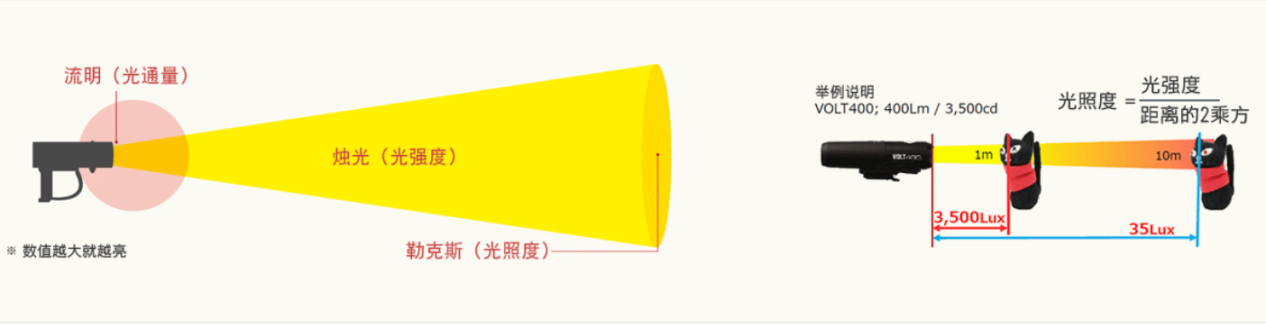 流明（光通量）
烛光（光强度）
勒克斯（光照度）
※ 数值越大就越亮
举例说明
VOLT400; 400Lm / 3,500cd
光照度 =
光强度
距离的2乘方
VOLT400
1m
10m
3,500Lux
35Lux